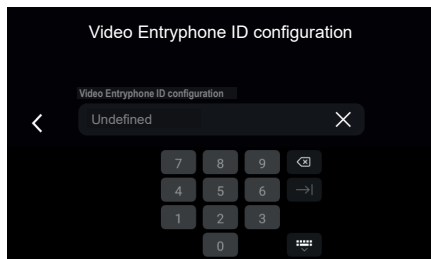 Video Entryphone ID configuration
Video Entryphone ID configuration
Undefined
7 8 9
4 5 6
1 2 3
0